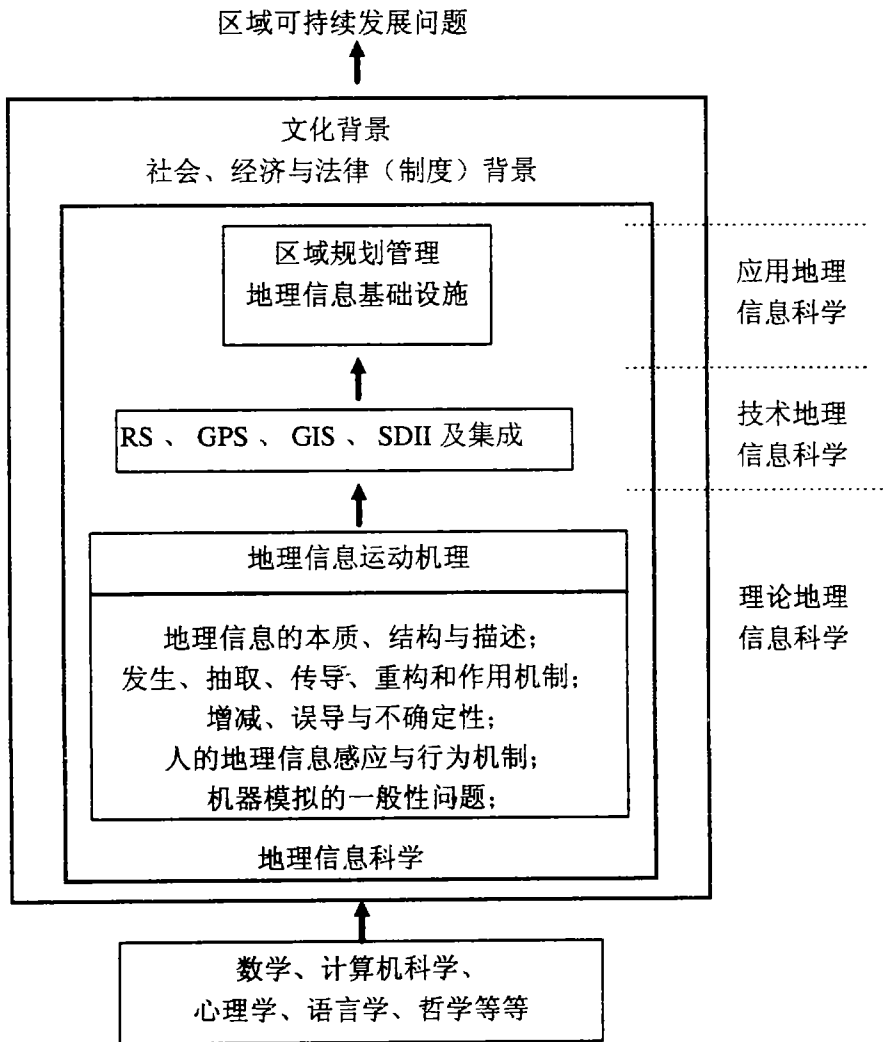 区域可持续发展问题
文化背景
社会、经济与法律（制度）背景
区域规划管理
地理信息基础设施
应用地理
信息科学
RS 、 GPS 、 GIS 、 SDII 及集成
技术地理
信息科学
地理信息运动机理
地理信息的本质、结构与描述；
发生、抽取、传导、重构和作用机制；
增减、误导与不确定性；
人的地理信息感应与行为机制；
机器模拟的一般性问题；
理论地理
信息科学
地理信息科学
数学、计算机科学、
心理学、语言学、哲学等等